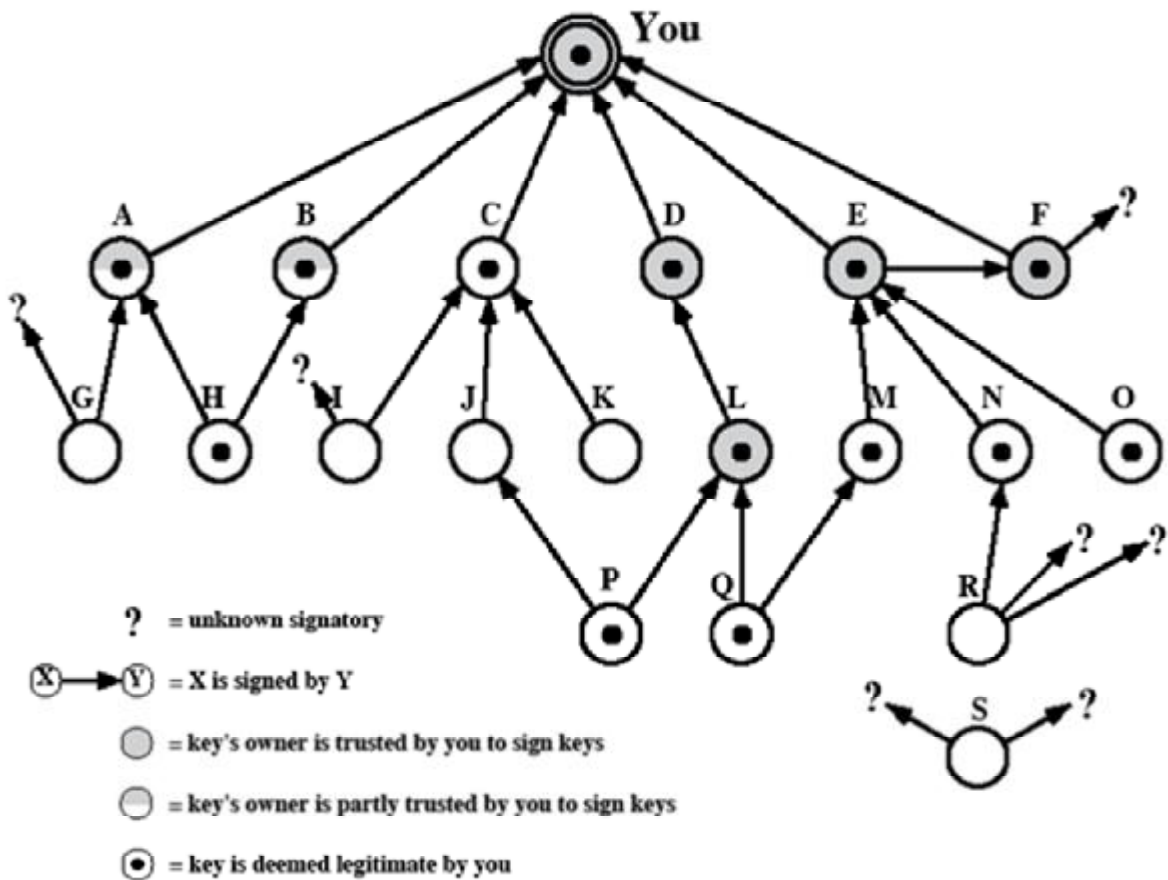 You
A B C D E F ?
?
G H ? I J K L M N O
P Q R ? ?
? = unknown signatory
X Y = X is signed by Y
? S ?
= key's owner is trusted by you to sign keys
= key's owner is partly trusted by you to sign keys
= key is deemed legitimate by you